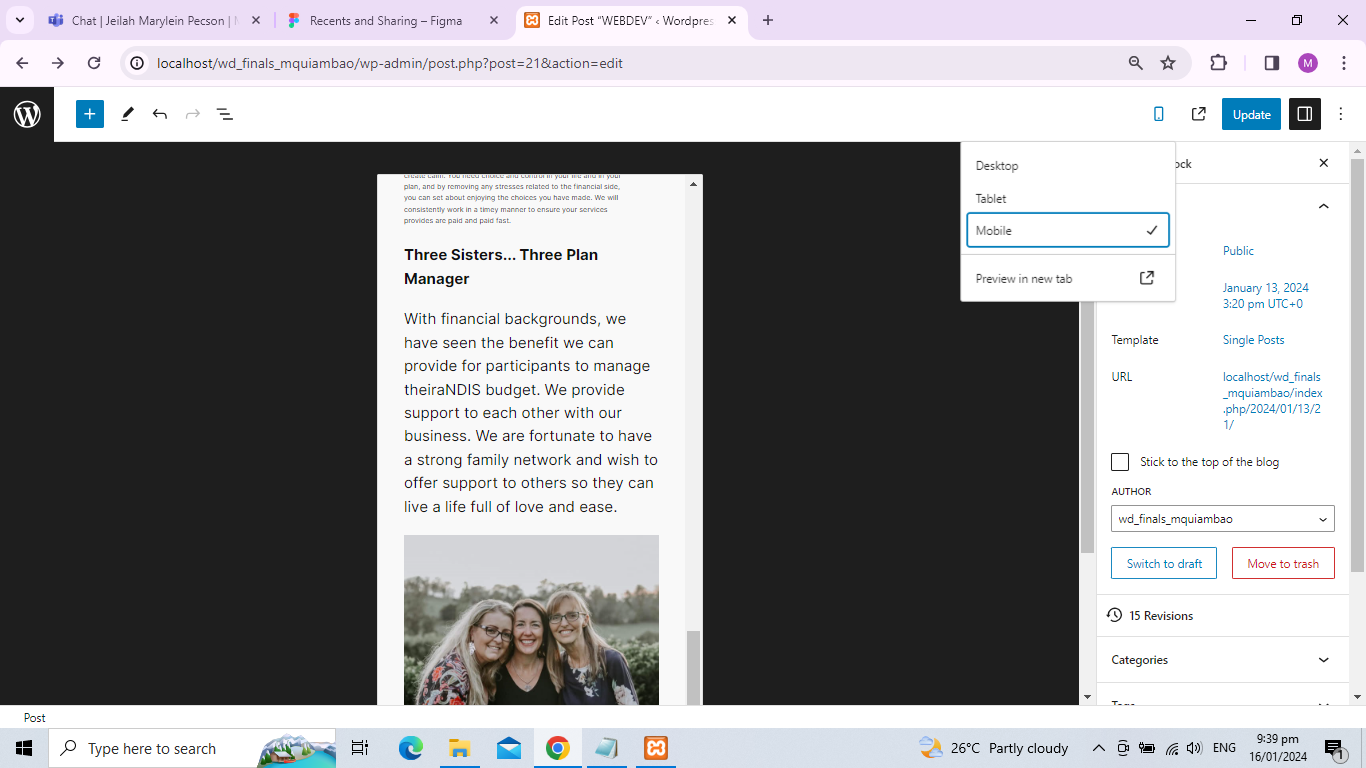 Chat | Jeilah Marylein Pecson |
Recents and Sharing – Figma
Edit Post “WEBDEV” ‹ Wordpres
localhost/wd_finals_mquiambao/wp-admin/post.php?post=21&action=edit
M
Update
Desktop
Tablet
Mobile
Preview in new tab
ock
create calm. You need choice and control in your life and in your
plan, and by removing any stresses related to the financial side,
you can set about enjoying the choices you have made. We will
consistently work in a timey manner to ensure your services
provides are paid and paid fast.
Three Sisters... Three Plan
Manager
With financial backgrounds, we
have seen the benefit we can
provide for participants to manage
theiraNDIS budget. We provide
support to each other with our
business. We are fortunate to have
a strong family network and wish to
offer support to others so they can
live a life full of love and ease.
Public
January 13, 2024
3:20 pm UTC+0
Template
Single Posts
URL
localhost/wd_finals
_mquiambao/index
.php/2024/01/13/2
1/
Stick to the top of the blog
AUTHOR
wd_finals_mquiambao
Switch to draft
Move to trash
15 Revisions
Categories
Tags
Post
Type here to search
26°C Partly cloudy
ENG
9:39 pm
16/01/2024
1